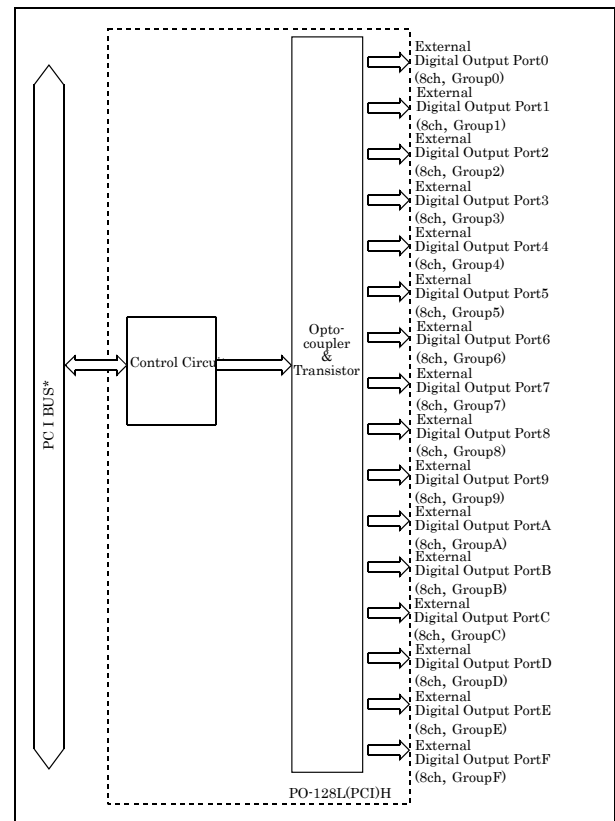 External
Digital Output Port0
(8ch, Group0)
External
Digital Output Port1
(8ch, Group1)
External
Digital Output Port2
(8ch, Group2)
External
Digital Output Port3
(8ch, Group3)
External
Digital Output Port4
(8ch, Group4)
External
Digital Output Port5
(8ch, Group5)
External
Digital Output Port6
(8ch, Group6)
External
Digital Output Port7
(8ch, Group7)
External
Digital Output Port8
(8ch, Group8)
External
Digital Output Port9
(8ch, Group9)
External
Digital Output PortA
(8ch, GroupA)
External
Digital Output PortB
(8ch, GroupB)
External
Digital Output PortC
(8ch, GroupC)
External
Digital Output PortD
(8ch, GroupD)
External
Digital Output PortE
(8ch, GroupE)
External
Digital Output PortF
(8ch, GroupF)
PC I BUS*
Control Circu
Opto-
coupler
&
Transistor
PO-128L(PCI)H